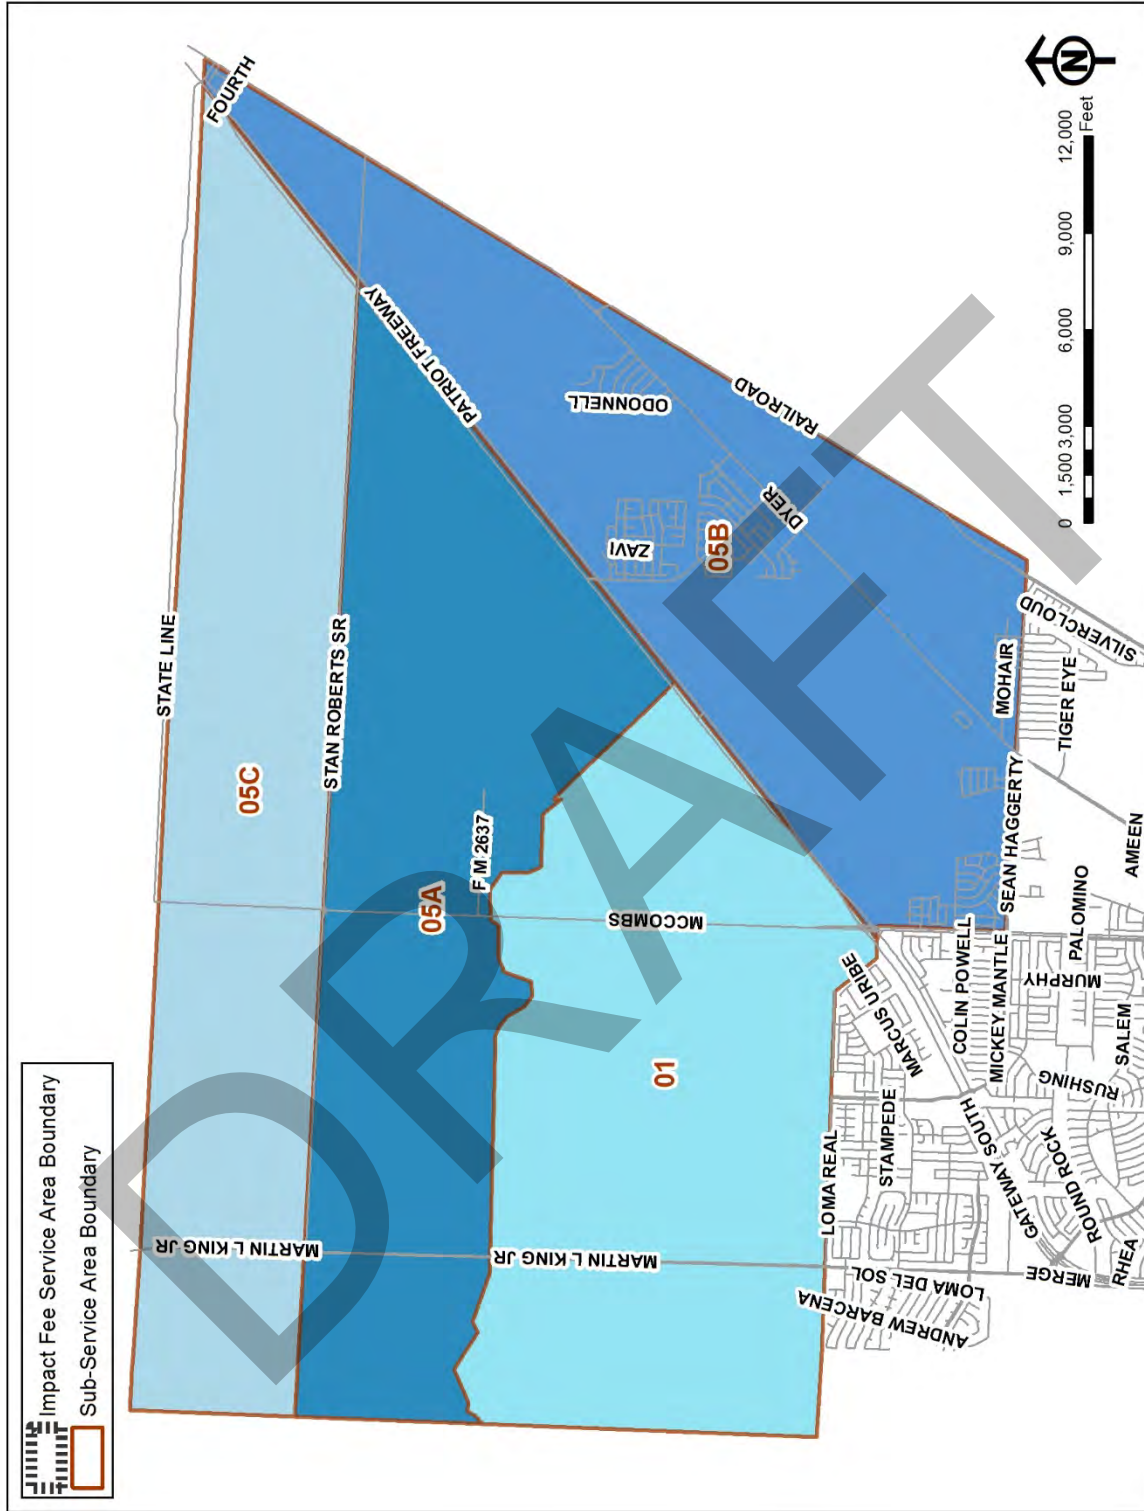 Impact Fee Service Area Boundary
Sub-Service Area Boundary
STATE LINE
FOURTH
05C
STAN ROBERTS SR
MARTIN L KING JR
PATRIOT FREEWAY
05A
F M 2637
ODONNELL
ZAVI
05B
DYER
RAILROAD
MCCOMBS
MARTIN L KING JR
01
LOMA REAL
MARCUS URIBE
STAMPEDE
COLIN POWELL
MICKEY MANTLE
SEAN HAGGERTY
MOHAIR
SILVERCLOUD
TIGER EYE
ANDREW BARCENA
LOMA DEL SOL
GATEWAY SOUTH
MURPHY
PALOMINO
AMEEN
RUSHING
SALEM
ROUND ROCK
MERGE
RHEA
N
0 1,500 3,000 6,000 9,000 12,000
Feet
DRAFT